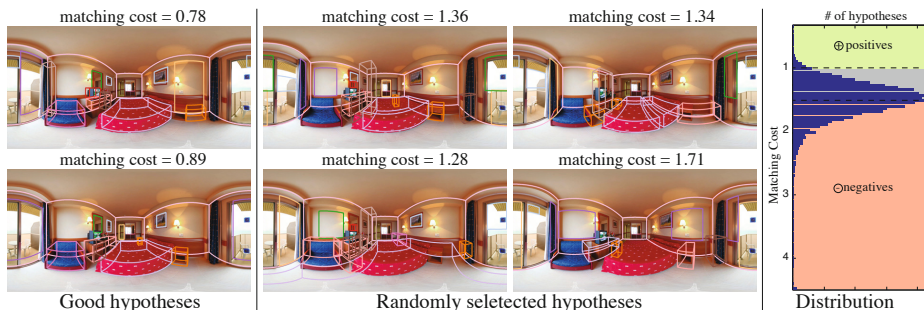 matching cost = 0.78
matching cost = 1.36
matching cost = 1.34
matching cost = 0.89
matching cost = 1.28
matching cost = 1.71
Good hypotheses
Randomly seletected hypotheses
# of hypotheses
+ positives
1
2
Matching Cost
3
- negatives
4
Distribution